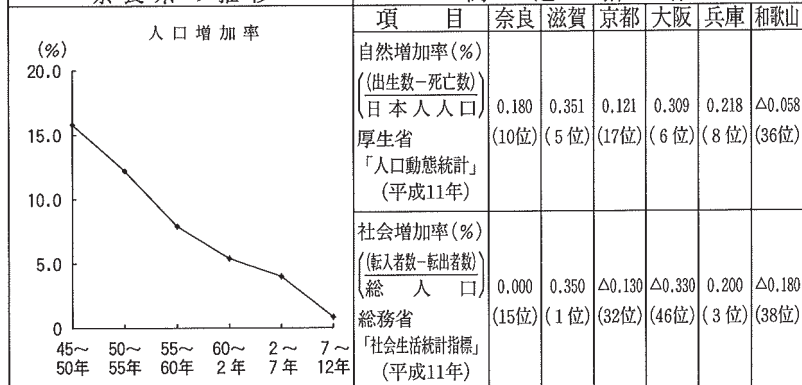 人口増加率
(%)
20.0
15.0
10.0
5.0
0
45～50年 50～55年 55～60年 60～2年 2～7年 7～12年
項 目 奈良 滋賀 京都 大阪 兵庫 和歌山
自然増加率(%)
((出生数－死亡数)
日本人人口) 0.180 0.351 0.121 0.309 0.218 △0.058
厚生省 (10位) (5位) (17位) (6位) (8位) (36位)
「人口動態統計」
(平成11年)
社会増加率(%)
((転入者数－転出者数)
総人口) 0.000 0.350 △0.130 △0.330 0.200 △0.180
総務省 (15位) (1位) (32位) (46位) (3位) (38位)
「社会生活統計指標」
(平成11年)